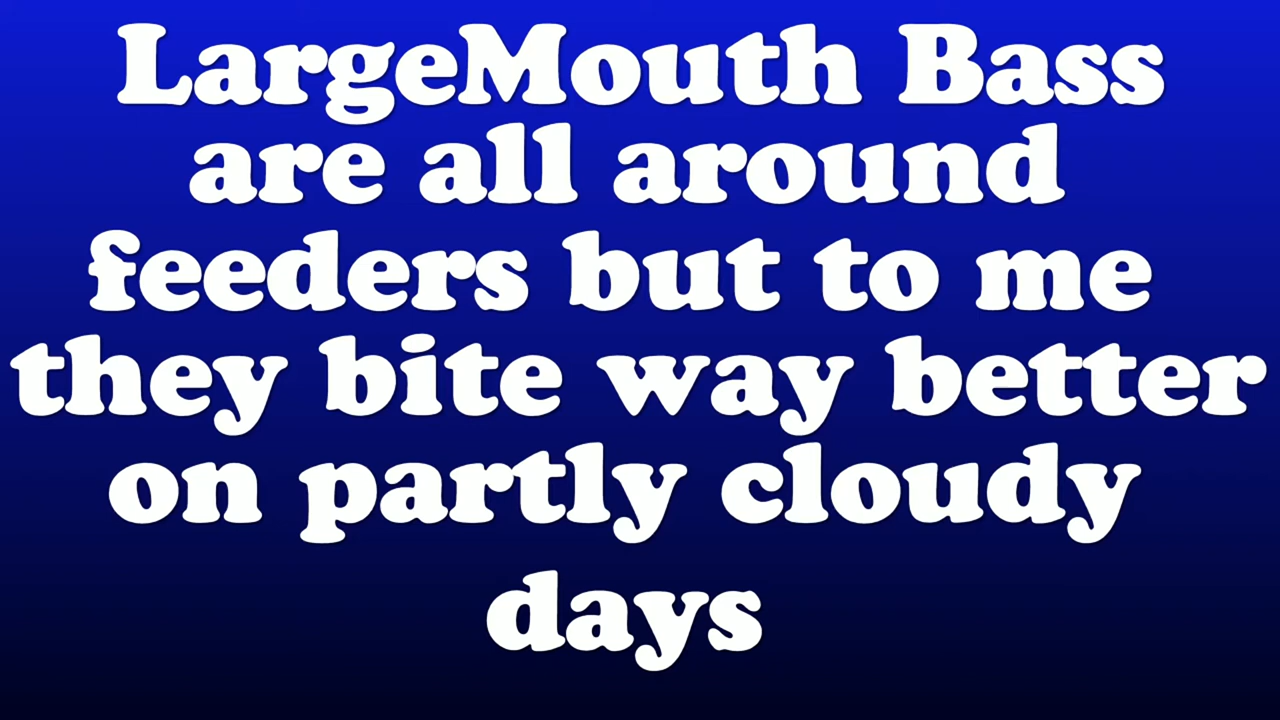 LargeMouth Bass
are all around
feeders but to me
they bite way better
on partly cloudy
days